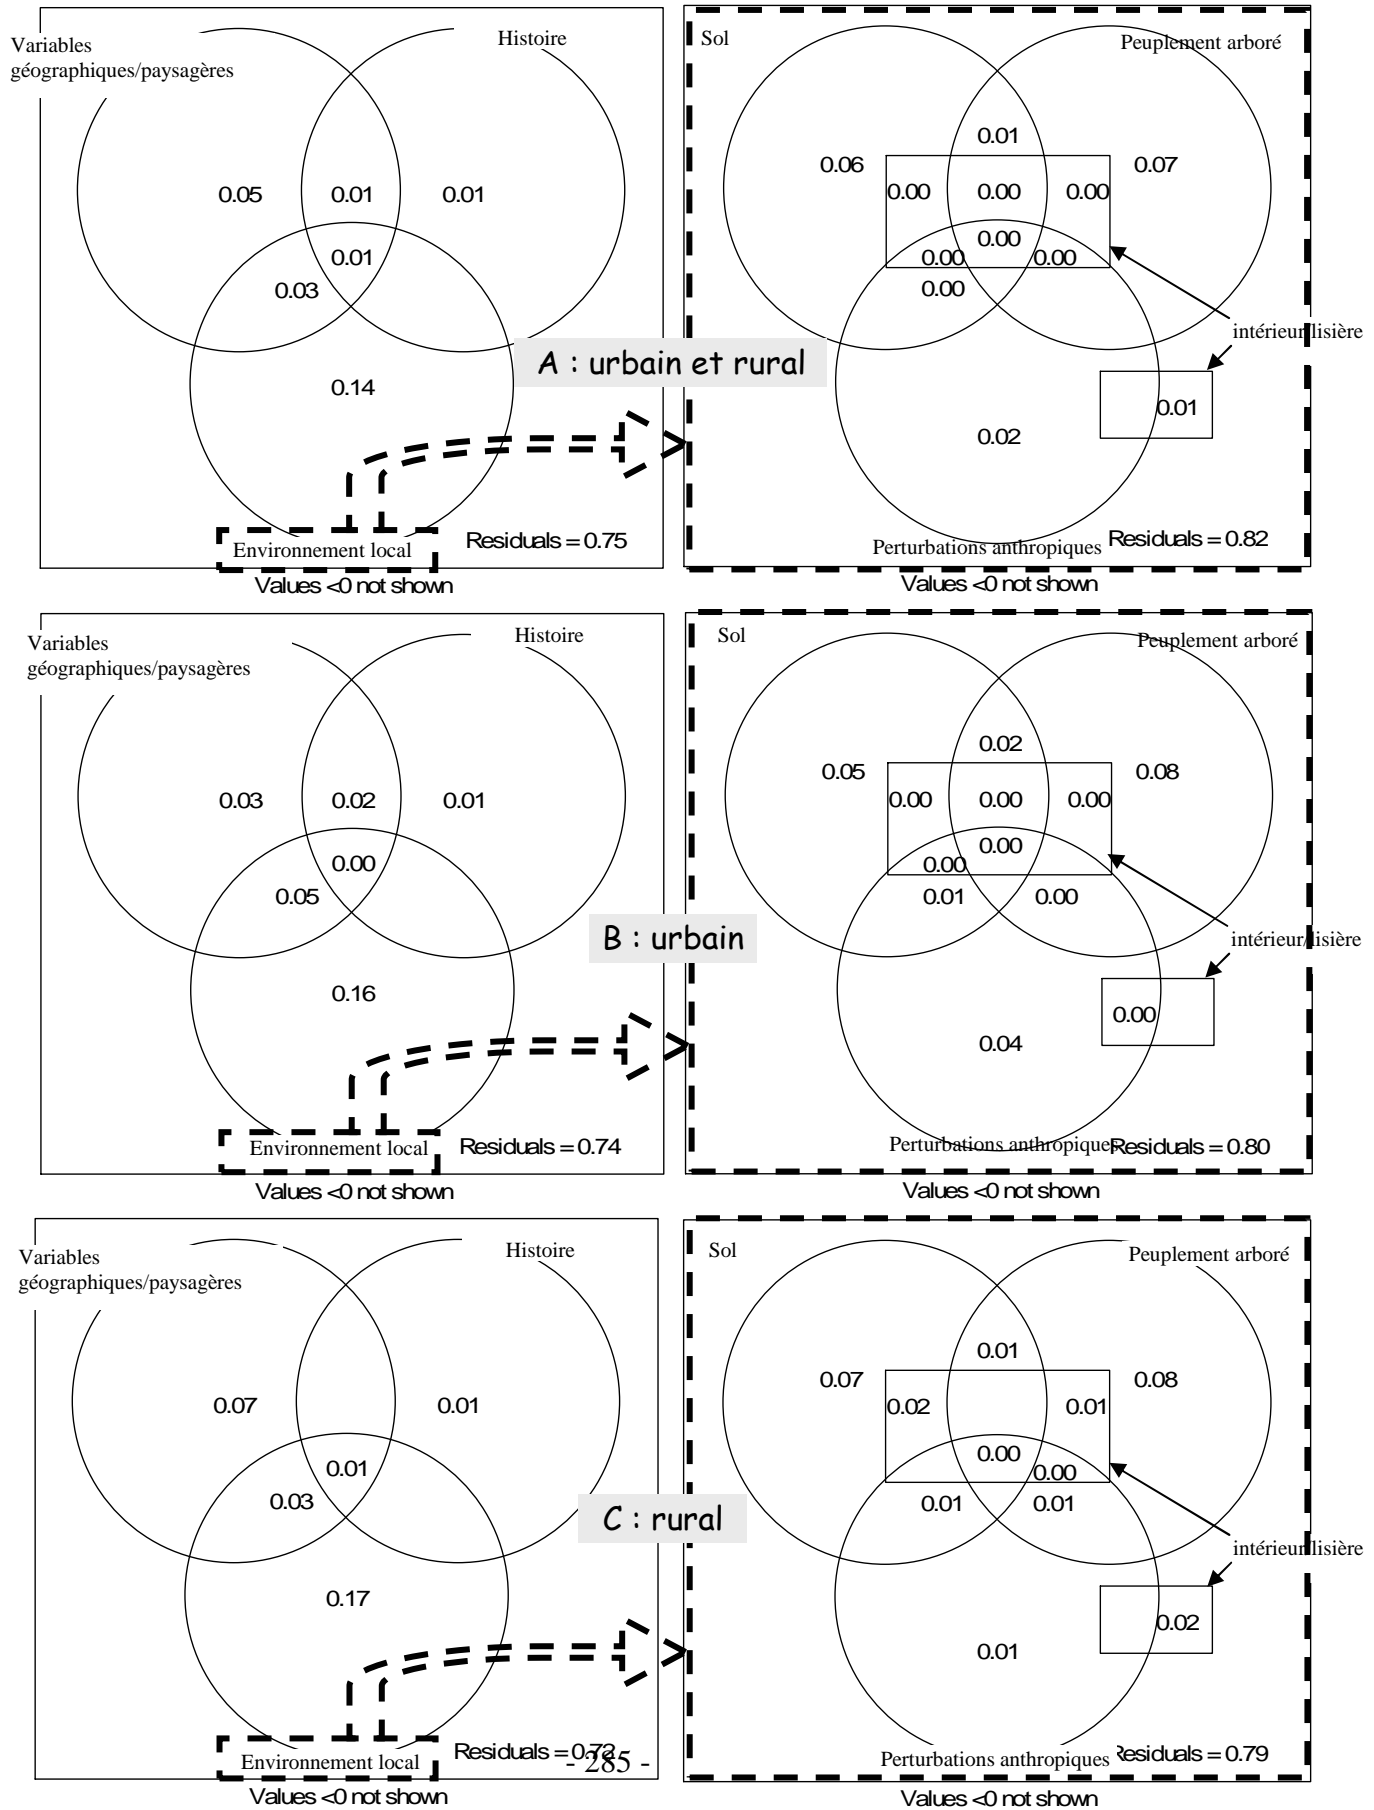 Variables
géographiques/paysagères
Histoire
0.05
0.01
0.01
0.01
0.03
0.14
Environnement local
Residuals = 0.75
Values <0 not shown
A : urbain et rural
Sol
Peuplement arboré
0.01
0.06
0.07
0.00
0.00
0.00
0.00
0.00
0.00
0.00
intérieur/lisière
0.01
0.02
Perturbations anthropiques
Residuals = 0.82
Values <0 not shown
Variables
géographiques/paysagères
Histoire
0.03
0.02
0.01
0.00
0.05
0.16
Environnement local
Residuals = 0.74
Values <0 not shown
B : urbain
Sol
Peuplement arboré
0.02
0.05
0.08
0.00
0.00
0.00
0.00
0.00
0.01
0.00
intérieur/lisière
0.00
0.04
Perturbations anthropiques
Residuals = 0.80
Values <0 not shown
Variables
géographiques/paysagères
Histoire
0.07
0.01
0.01
0.03
0.17
Environnement local
Residuals =
- 285 -
Values <0 not shown
C : rural
Sol
Peuplement arboré
0.01
0.07
0.08
0.02
0.01
0.00
0.00
0.01
0.01
intérieur/lisière
0.02
0.01
Perturbations anthropiques
Residuals = 0.79
Values <0 not shown